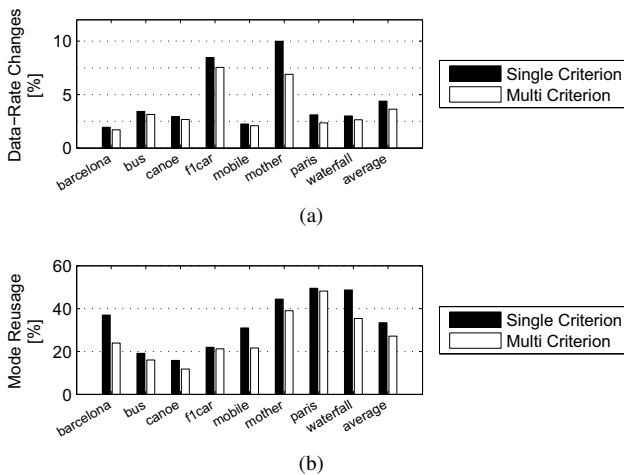 Data−Rate Changes
[%]
10
5
0
barcelona
bus
canoe
f1car
mobile
mother
paris
waterfall
average
Single Criterion
Multi Criterion
(a)
Mode Reusage
[%]
60
40
20
0
barcelona
bus
canoe
f1car
mobile
mother
paris
waterfall
average
Single Criterion
Multi Criterion
(b)